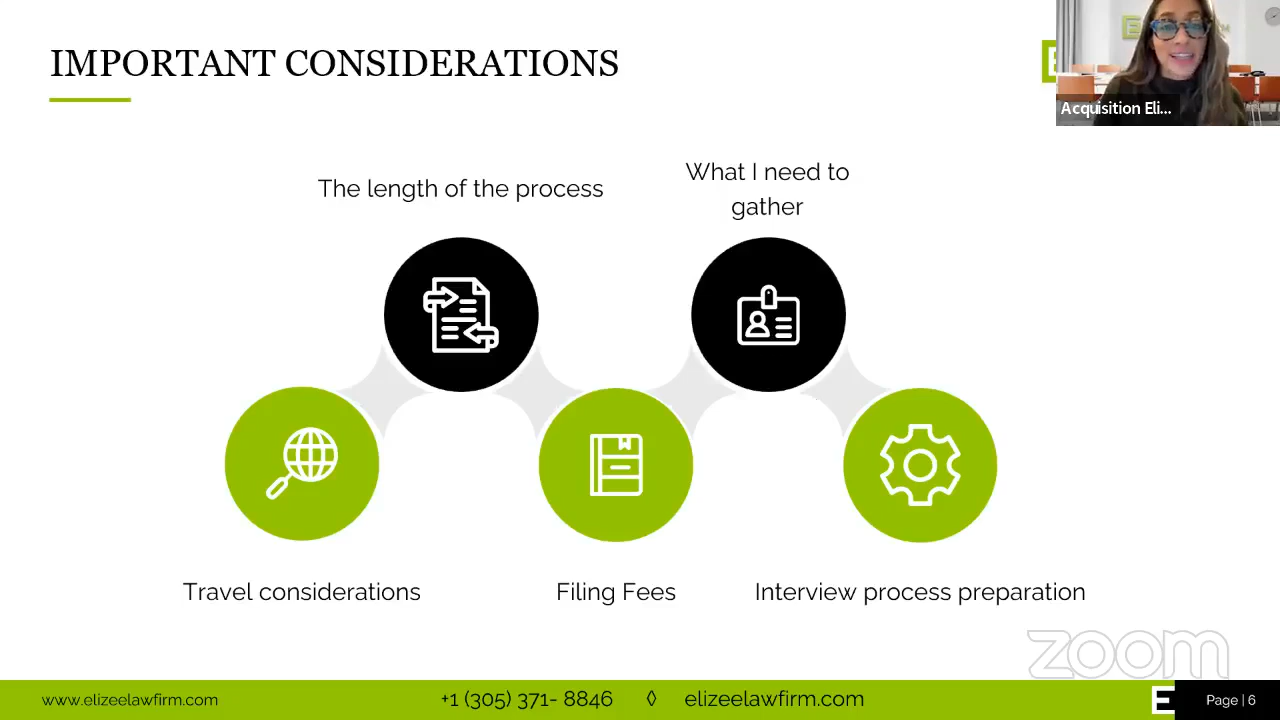 IMPORTANT CONSIDERATIONS
E
Acquisition Eli...
The length of the process
What I need to
gather
Travel considerations
Filing Fees
Interview process preparation
zoom
www.elizeelawfirm.com
+1 (305) 371- 8846 ◊ elizeelawfirm.com
E
Page | 6